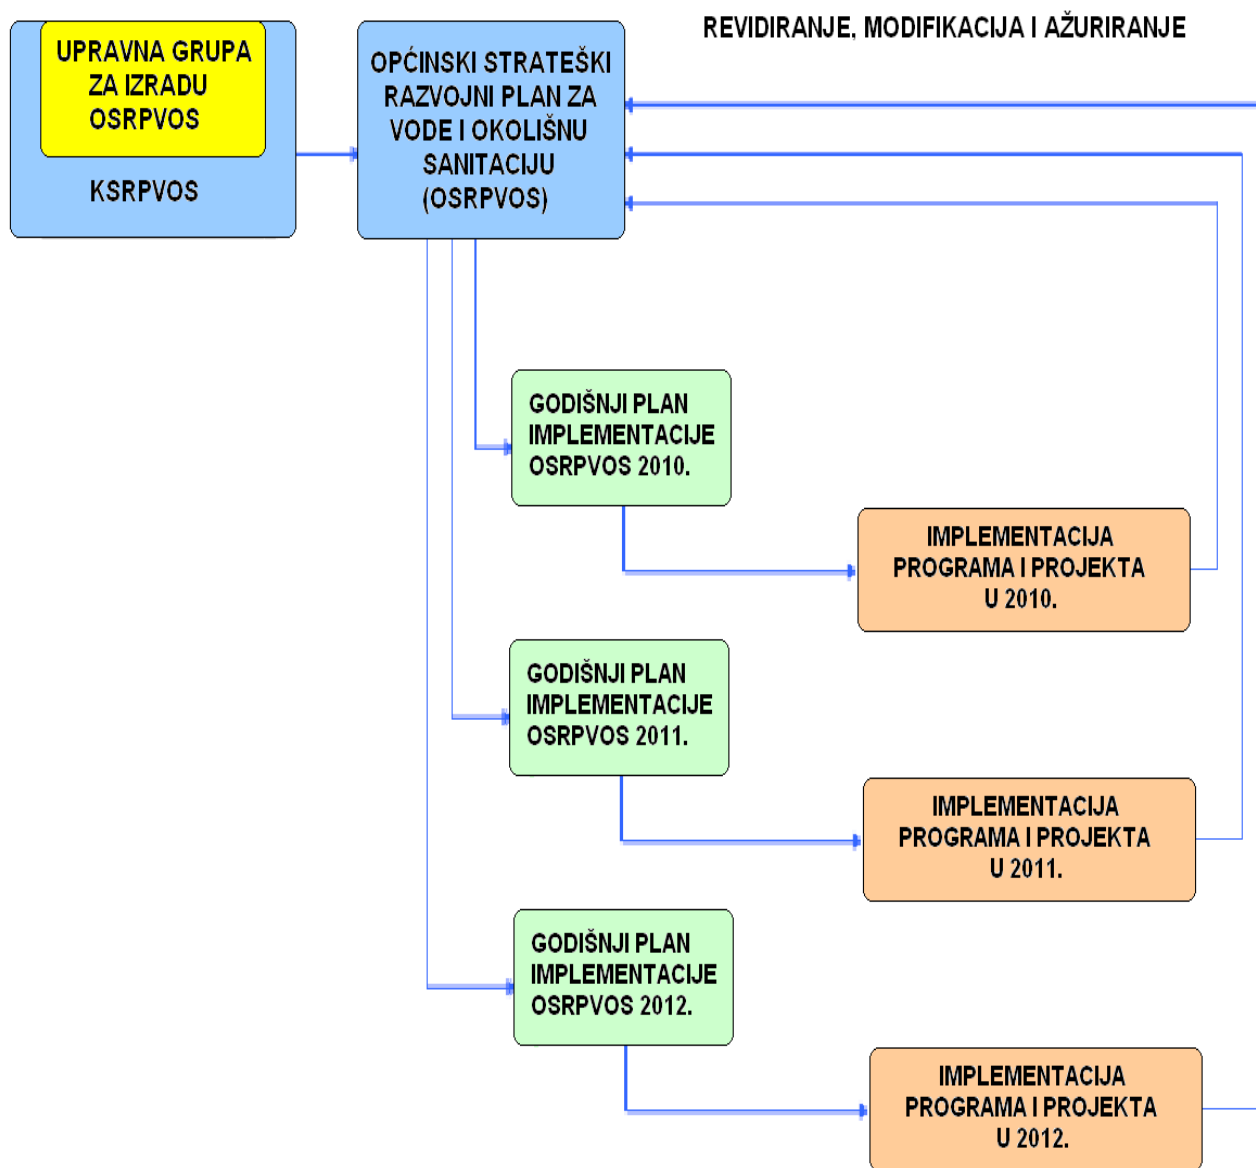 REVIDIRANJE, MODIFIKACIJA I AŽURIRANJE
UPRAVNA GRUPA
ZA IZRADU
OSRPVOS
KSRPVOS
OPĆINSKI STRATEŠKI
RAZVOJNI PLAN ZA
VODE I OKOLIŠNU
SANITACIJU
(OSRPVOS)
GODIŠNJI PLAN
IMPLEMENTACIJE
OSRPVOS 2010.
IMPLEMENTACIJA
PROGRAMA I PROJEKTA
U 2010.
GODIŠNJI PLAN
IMPLEMENTACIJE
OSRPVOS 2011.
IMPLEMENTACIJA
PROGRAMA I PROJEKTA
U 2011.
GODIŠNJI PLAN
IMPLEMENTACIJE
OSRPVOS 2012.
IMPLEMENTACIJA
PROGRAMA I PROJEKTA
U 2012.